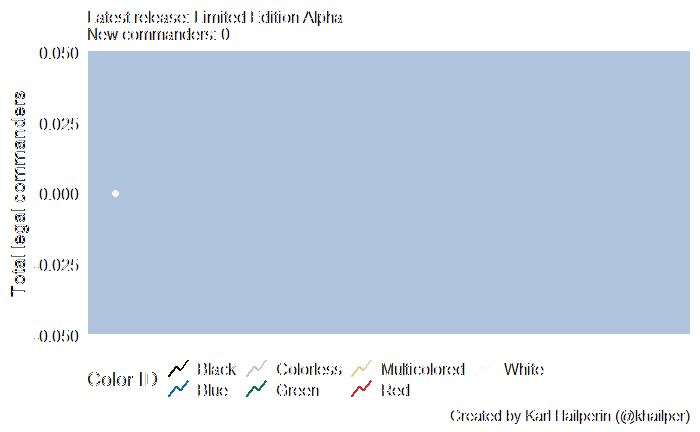 Latest release: Limited Edition Alpha
New commanders: 0
0.050
0.025
0.000
-0.025
-0.050
Total legal commanders
Color ID
Black
Colorless
Multicolored
White
Blue
Green
Red
Created by Karl Hailperin (@khailper)